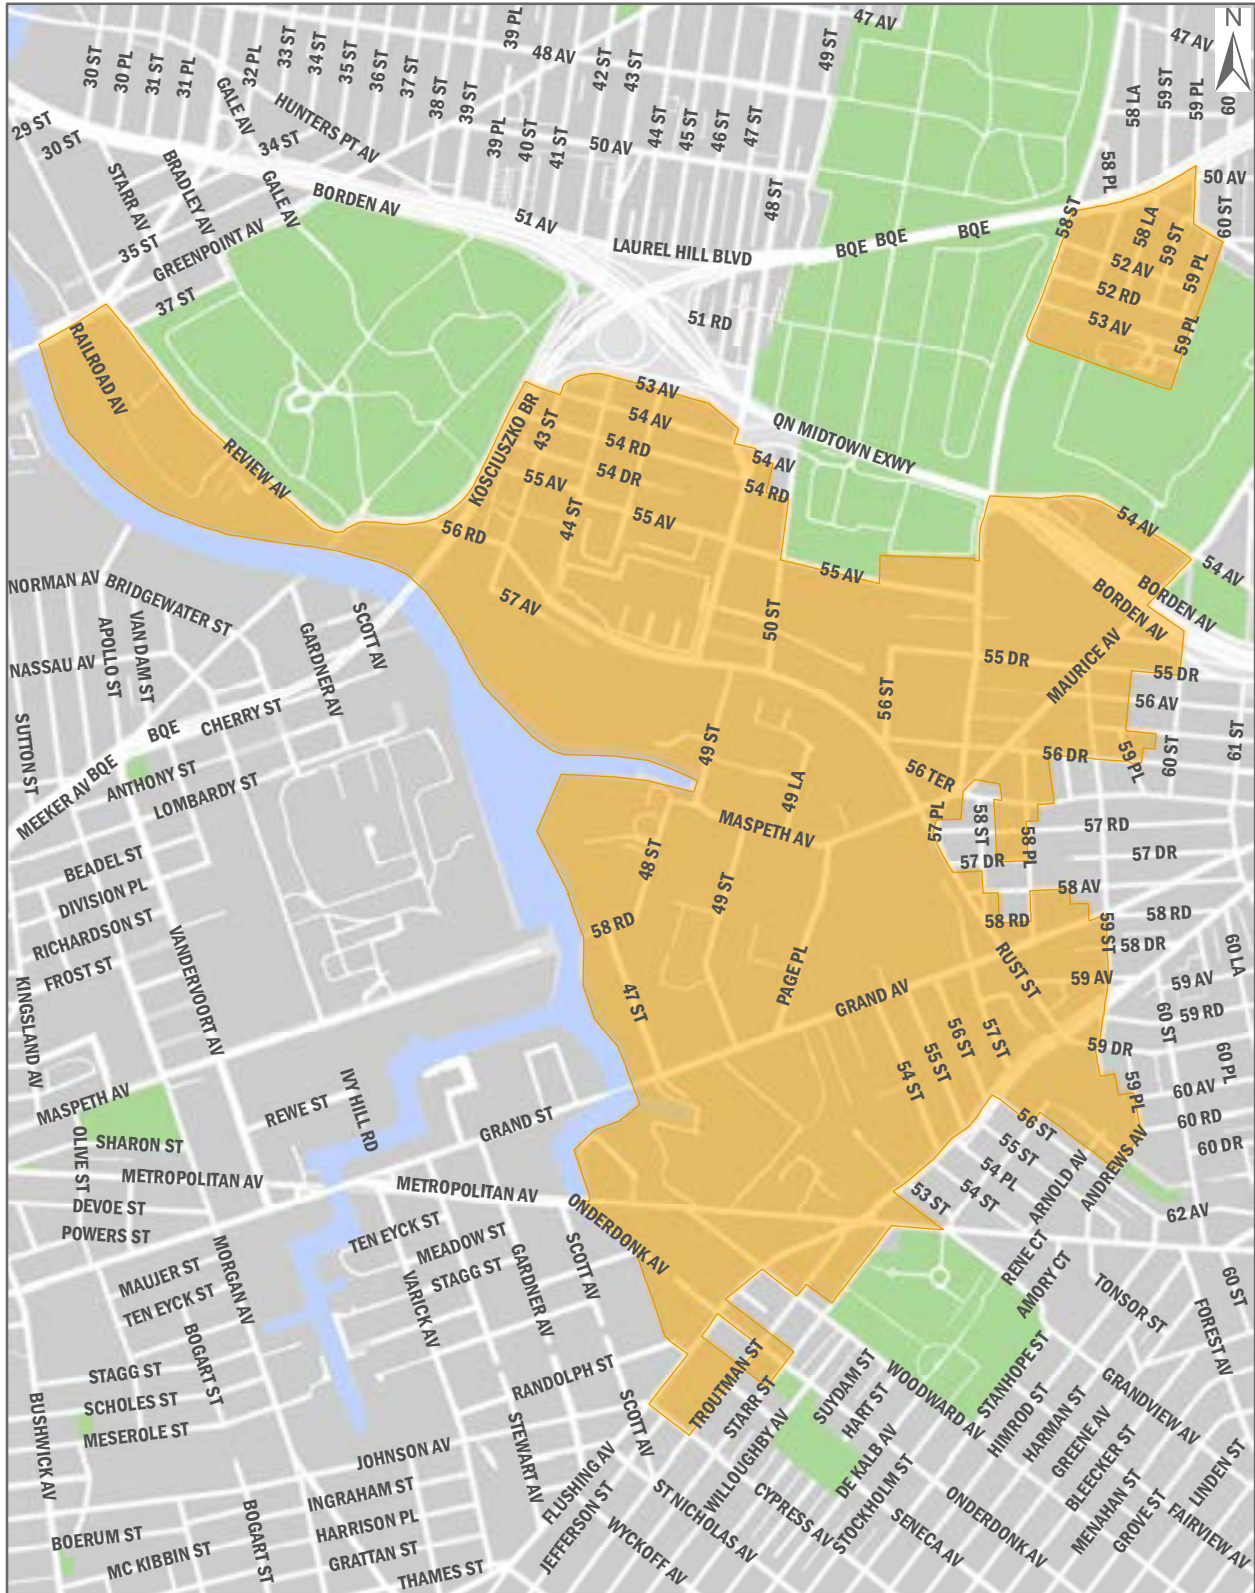 47 AV
39 PL
48 AV
49 ST
47 AV
N
30 ST
30 PL
31 ST
31 PL
32 PL
33 ST
34 ST
35 ST
36 ST
37 ST
38 ST
39 ST
42 ST
43 ST
GALE AV
HUNTERS PT AV
34 ST
39 PL
40 ST
41 ST
50 AV
44 ST
45 ST
46 ST
47 ST
58 LA
59 ST
59 PL
60
29 ST
30 ST
STARR AV
BRADLEY AV
GALE AV
BORDEN AV
51 AV
48 ST
58 PL
50 AV
35 ST
GREENPOINT AV
37 ST
LAUREL HILL BLVD
BQE
BQE
BQE
58 ST
58 LA
59 ST
60 ST
52 AV
52 RD
53 AV
59 PL
59 PL
51 RD
RAILROAD AV
REVIEW AV
KOSCIUSZKO BR
43 ST
53 AV
54 AV
54 RD
54 DR
55 AV
44 ST
55 AV
56 RD
QN MIDTOWN EXWY
54 AV
54 RD
55 AV
54 AV
54 AV
BORDEN AV
BORDEN AV
NORMAN AV
BRIDGEWATER ST
VAN DAM ST
APOLLO ST
NASSAU AV
SUTTON ST
GARDNER AV
SCOTT AV
57 AV
50 ST
55 DR
MAURICE AV
55 DR
56 AV
56 ST
49 ST
56 DR
59 PL
60 ST
61 ST
CHERRY ST
BQE
BQE
MEEKER AV
ANTHONY ST
LOMBARDY ST
49 LA
MASPETH AV
56 TER
57 PL
58 ST
58 PL
57 RD
57 DR
57 DR
58 AV
BEADEL ST
DIVISION PL
RICHARDSON ST
FROST ST
VANDERVOORT AV
KINGSLAND AV
48 ST
49 ST
58 RD
58 RD
59 ST
58 RD
58 DR
60 LA
47 ST
PAGE PL
GRAND AV
RUST ST
59 AV
59 AV
59 RD
60 ST
56 ST
57 ST
55 ST
54 ST
59 DR
60 PL
59 PL
60 AV
60 RD
60 DR
MASPETH AV
REWE ST
IVY HILL RD
GRAND ST
SHARON ST
OLIVE ST
METROPOLITAN AV
METROPOLITAN AV
DEVOE ST
POWERS ST
56 ST
55 ST
54 PL
54 ST
53 ST
ARNOLD AV
ANDREWS AV
62 AV
TEN EYCK ST
MEADOW ST
STAGG ST
GARDNER AV
SCOTT AV
ONDERDONK AV
VARICK AV
MORGAN AV
MAUJER ST
TEN EYCK ST
BOGART ST
RENE CT
AMORY CT
TONSOR ST
60 ST
FOREST AV
STAGG ST
SCHOLES ST
MESEROLE ST
BUSHWICK AV
RANDOLPH ST
SCOTT AV
STEWART AV
JOHNSON AV
INGRAHAM ST
HARRISON PL
GRATTAN ST
THAMES ST
BOERUM ST
MC KIBBIN ST
BOGART ST
TROUTMAN ST
STARR ST
WILLOUGHBY AV
SUYDAM ST
HART ST
DE KALB AV
STOCKHOLM ST
WOODWARD AV
STANHOPE ST
HIMROD ST
HARMAN ST
GREENE AV
BLEECKER ST
MENAHAN ST
GROVE ST
GRANDVIEW AV
LINDEN ST
FAIRVIEW AV
FLUSHING AV
JEFFERSON ST
ST NICHOLAS AV
WYCKOFF AV
CYPRESS AV
SENECA AV
ONDERDONK AV